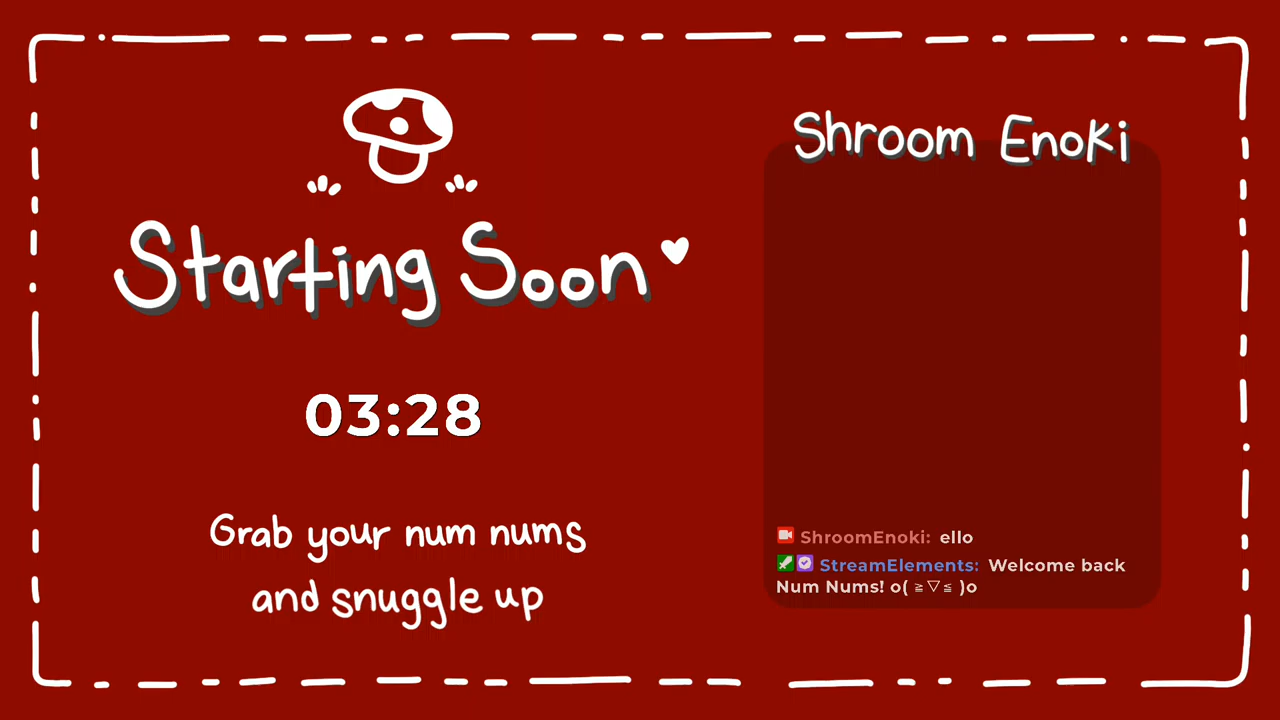 Shroom Enoki
Starting Soon
03:28
Grab your num nums
and snuggle up
ShroomEnoki: ello
StreamElements: Welcome back
Num Nums! o( ≧▽≦ )o